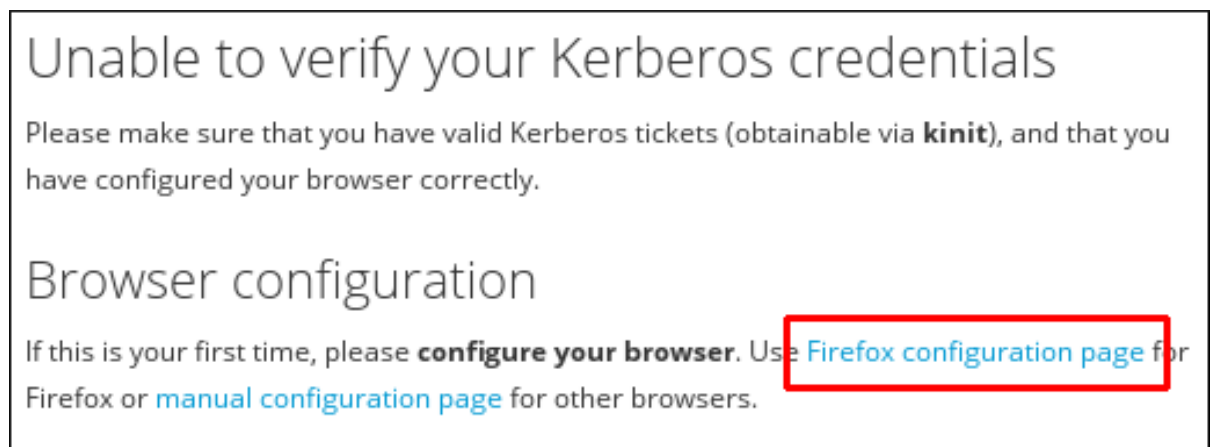 Unable to verify your Kerberos credentials
Please make sure that you have valid Kerberos tickets (obtainable via kinit), and that you
have configured your browser correctly.
Browser configuration
If this is your first time, please configure your browser. Use Firefox configuration page for
Firefox or manual configuration page for other browsers.